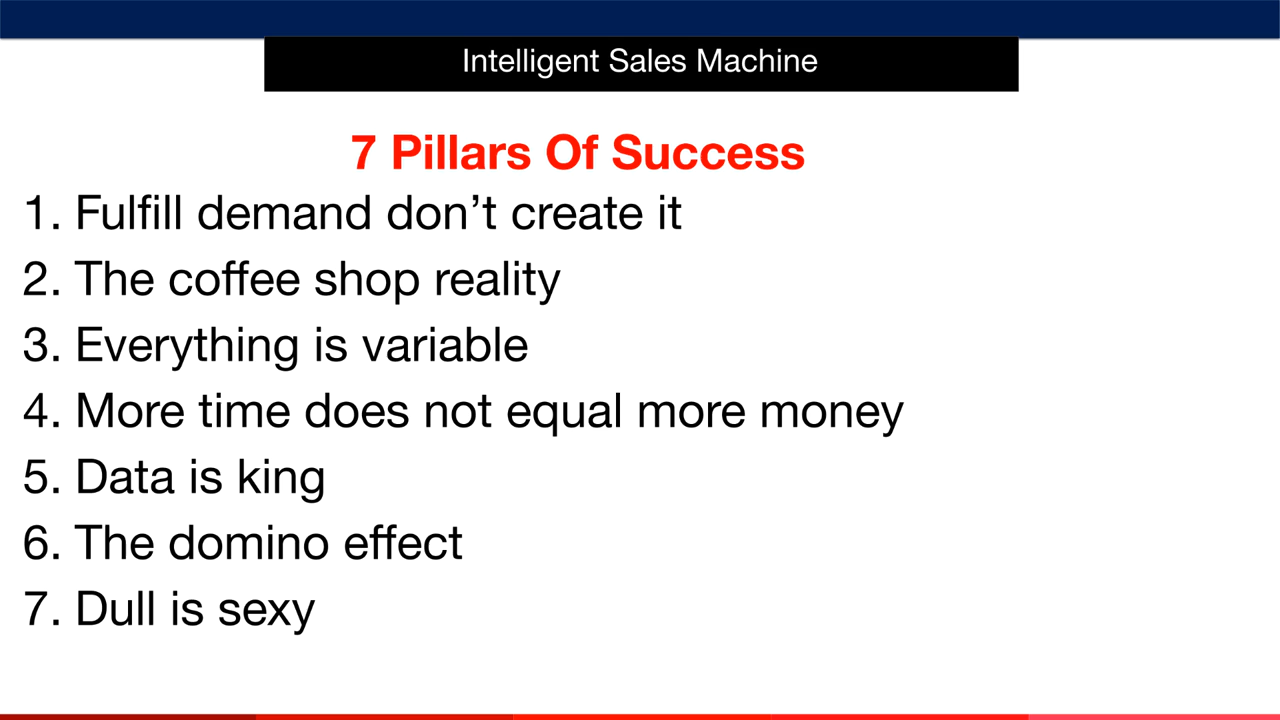 Intelligent Sales Machine
7 Pillars Of Success
1. Fulfill demand don’t create it
2. The coffee shop reality
3. Everything is variable
4. More time does not equal more money
5. Data is king
6. The domino effect
7. Dull is sexy